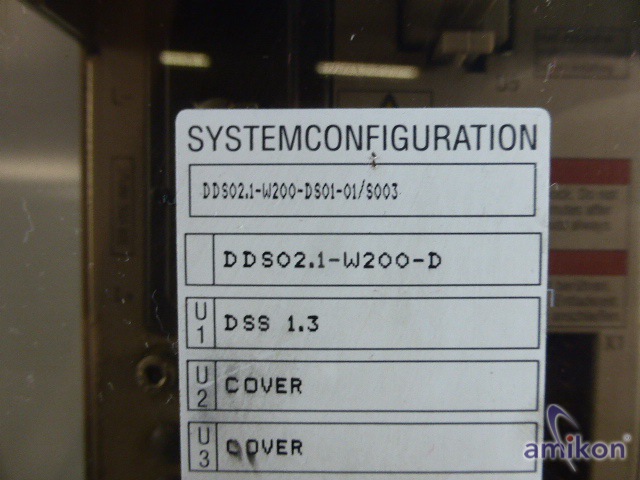 SYSTEMCONFIGURATION
DDS02.1-W200-DS01-01/S003
DDS02.1-W200-D
U1 DSS 1.3
U2 COVER
U3 COVER
amikon